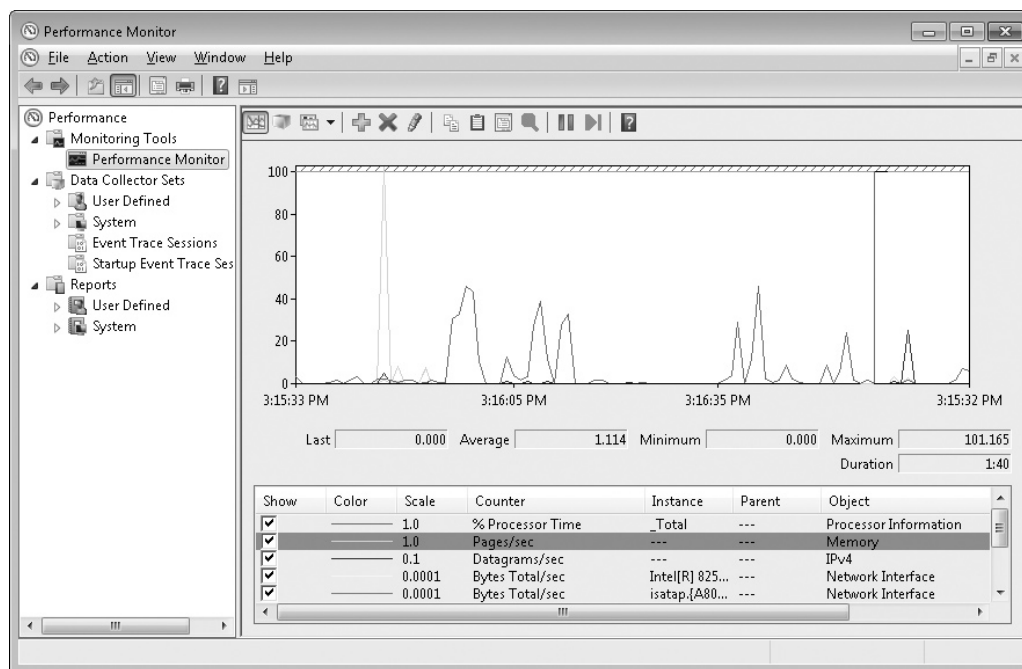 Performance Monitor
File Action View Window Help
Performance
Monitoring Tools
Performance Monitor
Data Collector Sets
User Defined
System
Event Trace Sessions
Startup Event Trace Ses
Reports
User Defined
System
100
80
60
40
20
0
3:15:33 PM 3:16:05 PM 3:16:35 PM 3:15:32 PM
Last 0.000 Average 1.114 Minimum 0.000 Maximum 101.165
Duration 1:40
Show Color Scale Counter Instance Parent Object
1.0 % Processor Time _Total --- Processor Information
1.0 Pages/sec --- --- Memory
0.1 Datagrams/sec --- --- IPv4
0.0001 Bytes Total/sec Intel[R] 825... --- Network Interface
0.0001 Bytes Total/sec isatap.{A80... --- Network Interface